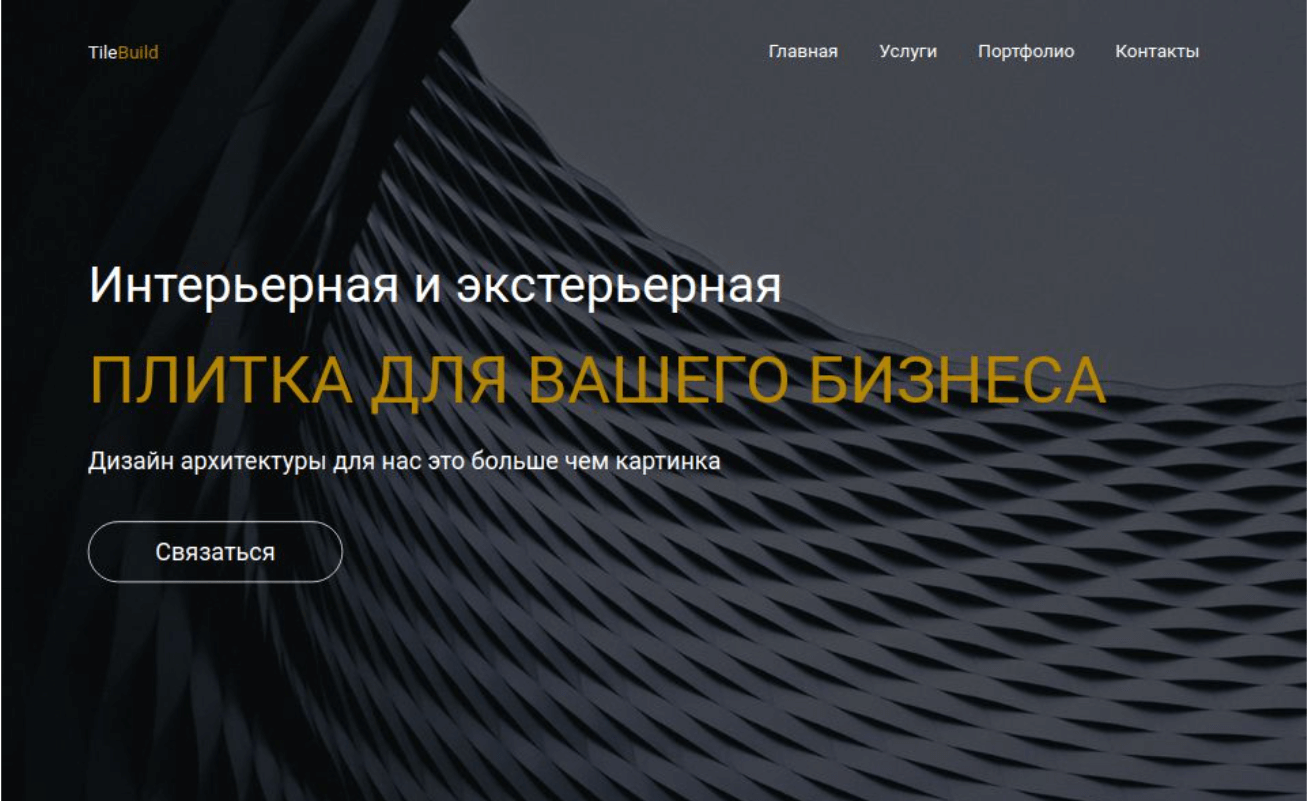 TileBuild
Главная Услуги Портфолио Контакты
Интерьерная и экстерьерная
ПЛИТКА ДЛЯ ВАШЕГО БИЗНЕСА
Дизайн архитектуры для нас это больше чем картинка
Связаться